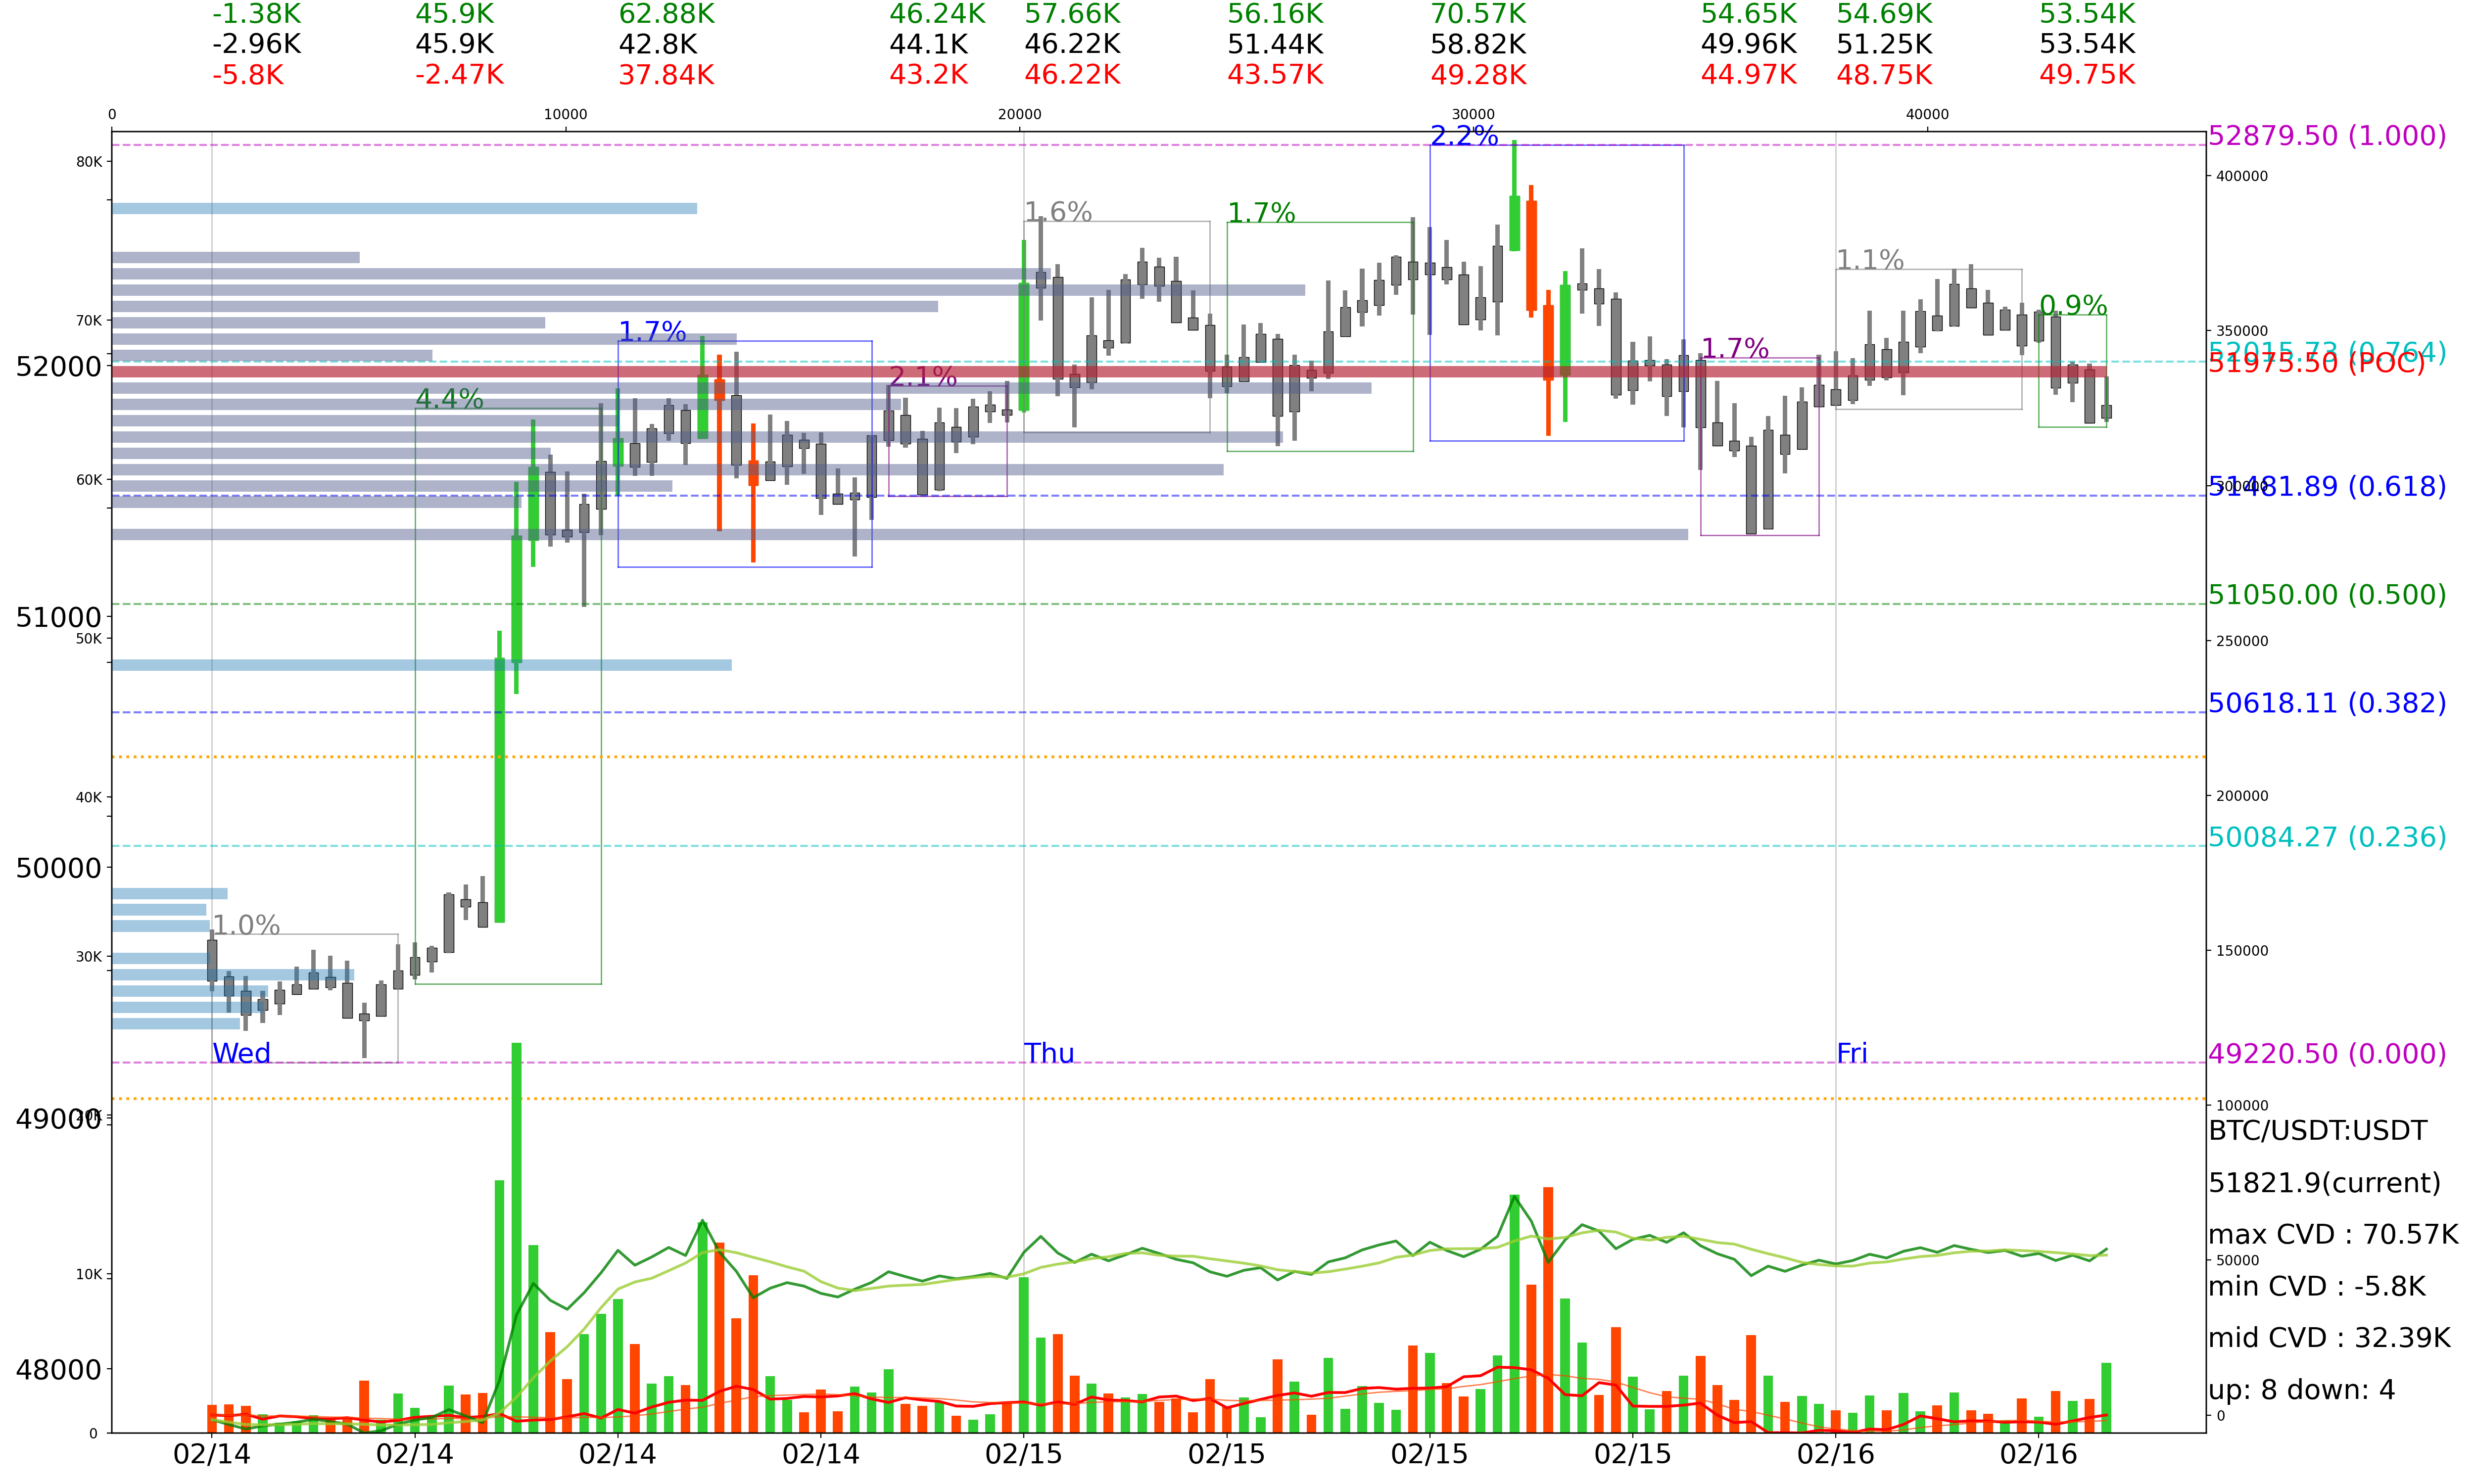 -1.38K 45.9K 62.88K 46.24K 57.66K 56.16K 70.57K 54.65K 54.69K 53.54K
-2.96K 45.9K 42.8K 44.1K 46.22K 51.44K 58.82K 49.96K 51.25K 53.54K
-5.8K -2.47K 37.84K 43.2K 46.22K 43.57K 49.28K 44.97K 48.75K 49.75K
0 10000 20000 30000 40000
2.2% 52879.50 (1.000)
80K
400000
1.6% 1.7%
1.1%
0.9%
70K 1.7% 350000
1.7% 52015.73 (0.764)
52000 51975.50 (POC)
2.1%
4.4%
60K 51481.89 (0.618)
300000
51050.00 (0.500)
51000
50K 250000
50618.11 (0.382)
40K 200000
50084.27 (0.236)
50000
1.0%
30K 150000
Wed Thu Fri 49220.50 (0.000)
100000
49000
BTC/USDT:USDT
51821.9(current)
max CVD : 70.57K
50000
10K
min CVD : -5.8K
mid CVD : 32.39K
48000
up: 8 down: 4
0
0
02/14 02/14 02/14 02/14 02/15 02/15 02/15 02/15 02/16 02/16